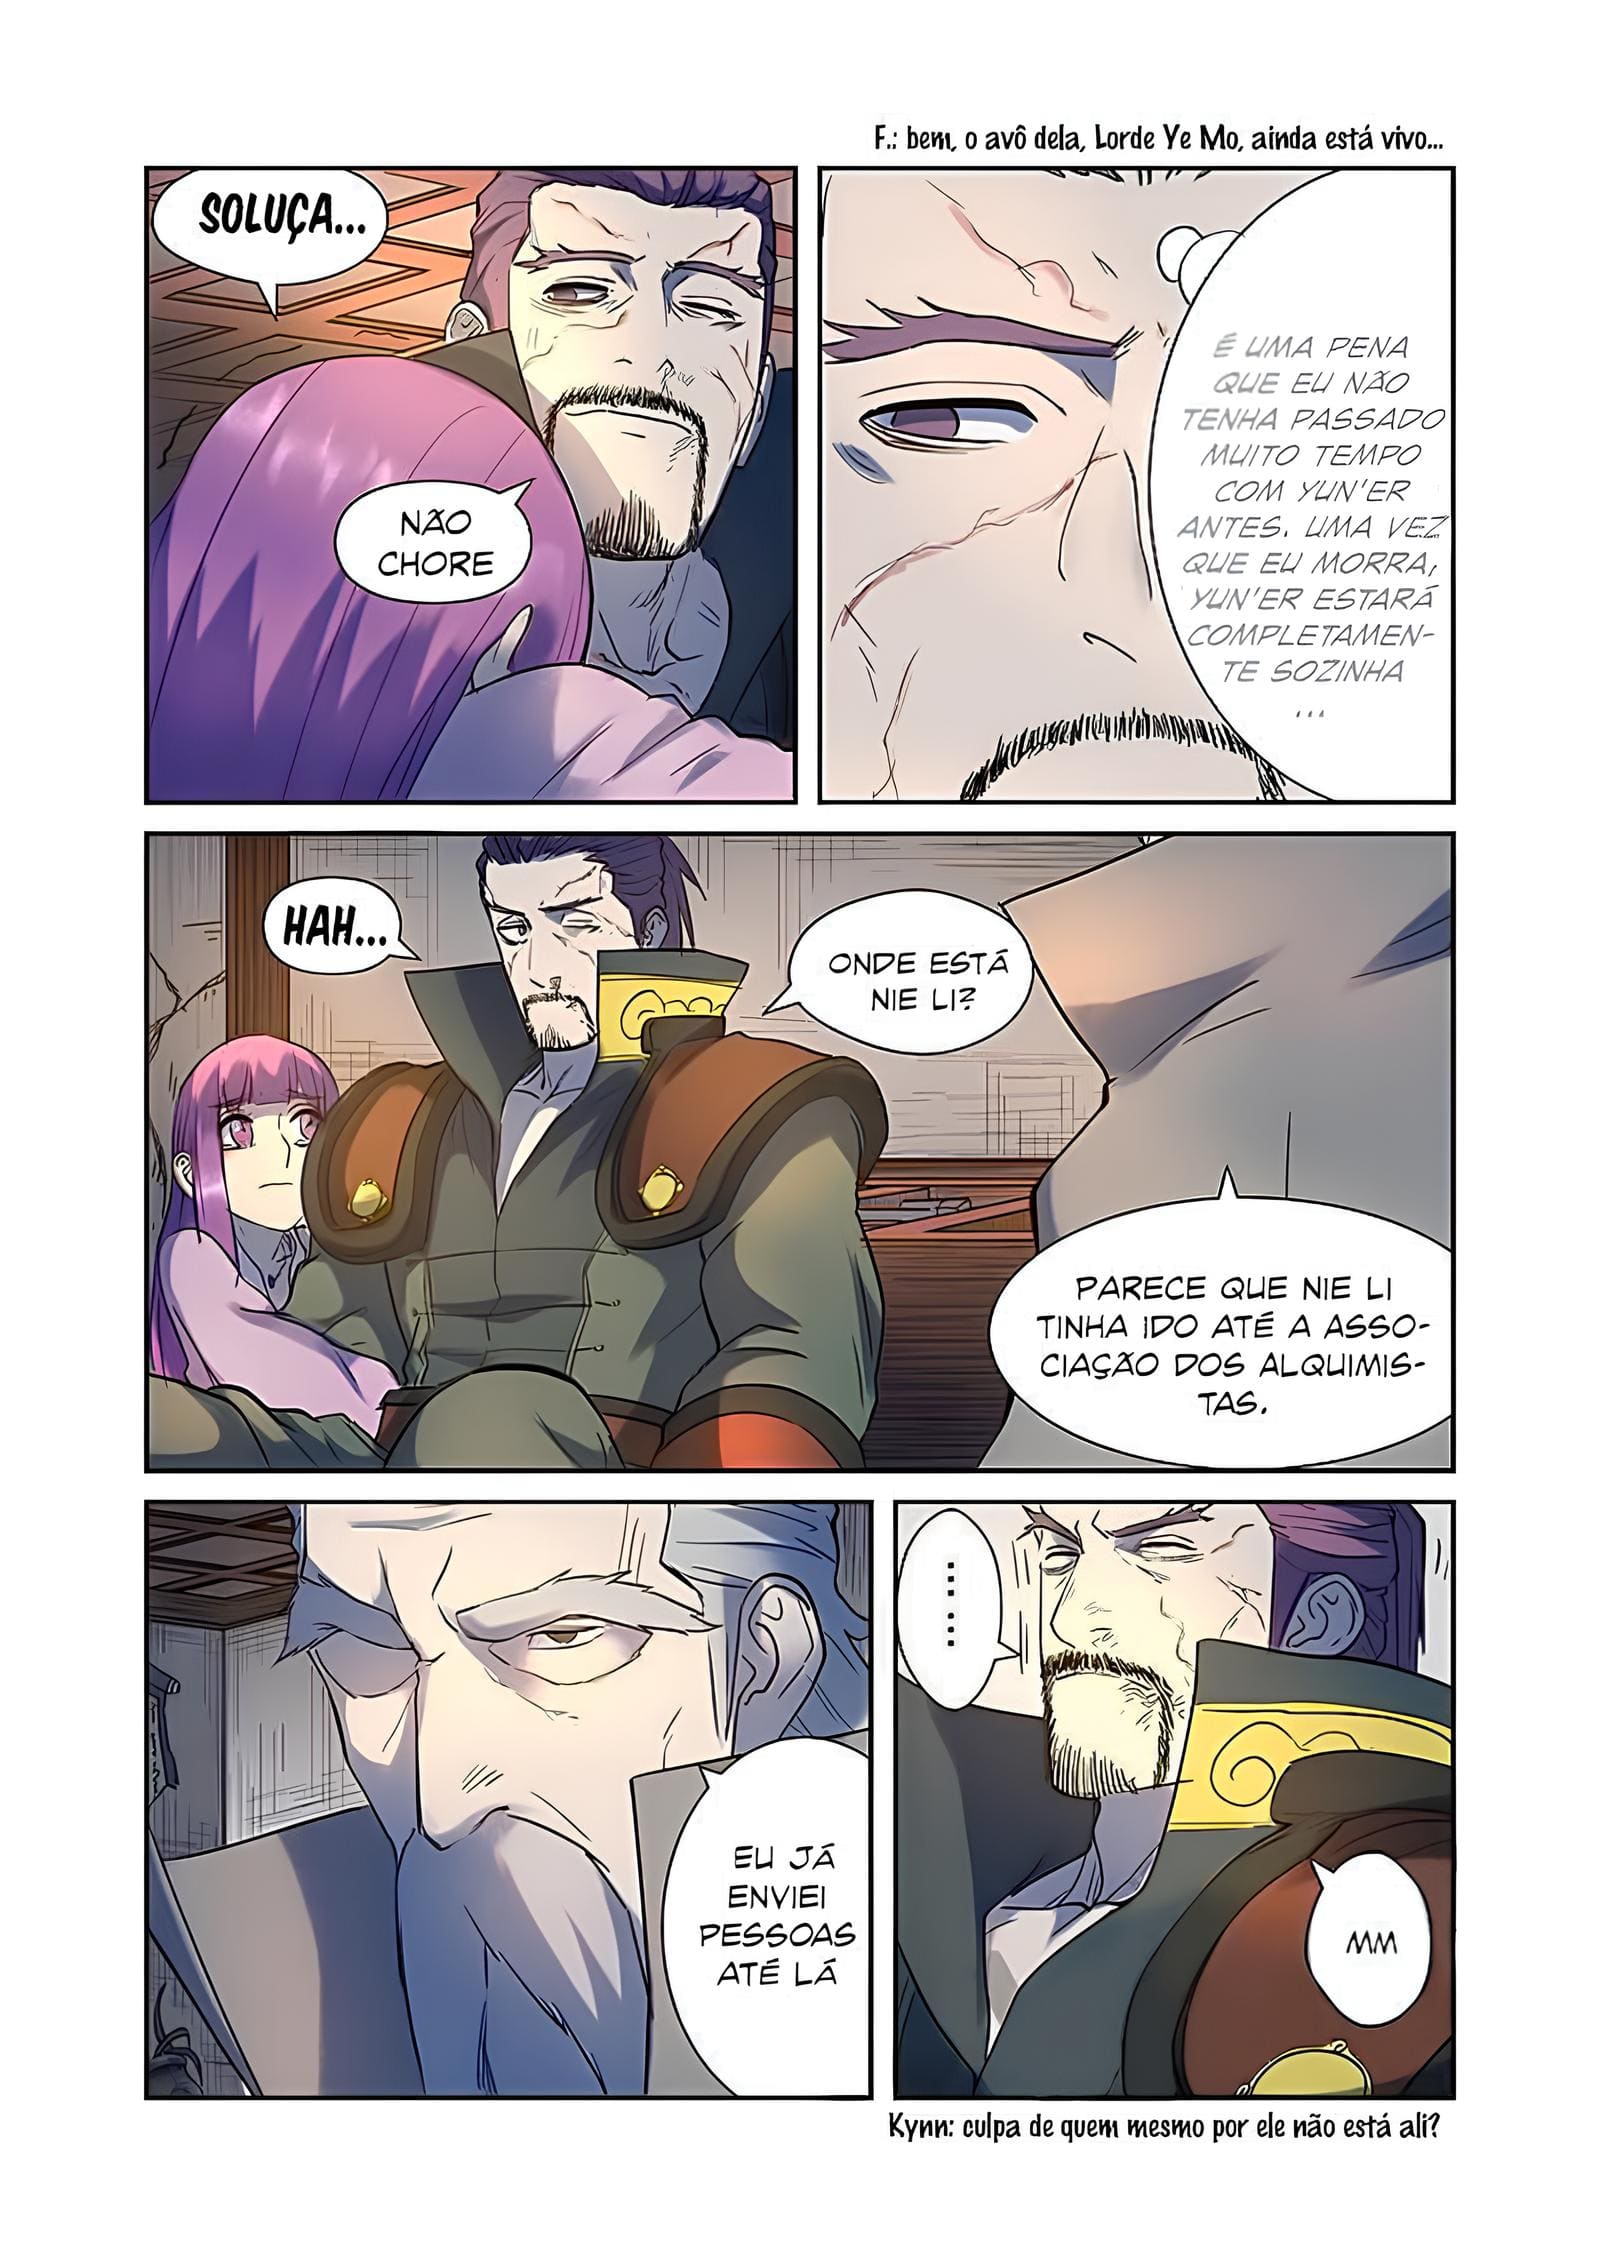 F.: bem, o avô dela, Lorde Ye Mo, ainda está vivo...
SOLUÇA...
NÃO
CHORE
É UMA PENA
QUE EU NÃO
TENHA PASSADO
MUITO TEMPO
COM YUN'ER
ANTES. UMA VEZ
QUE EU MORRA,
YUN'ER ESTARÁ
COMPLETAMEN-
TE SOZINHA
...
HAH...
ONDE ESTÁ
NIE LI?
PARECE QUE NIE LI
TINHA IDO ATÉ A ASSO-
CIAÇÃO DOS ALQUIMIS-
TAS.
EU JÁ
ENVIEI
PESSOAS
ATÉ LÁ
......
MM
Kynn: culpa de quem mesmo por ele não está ali?